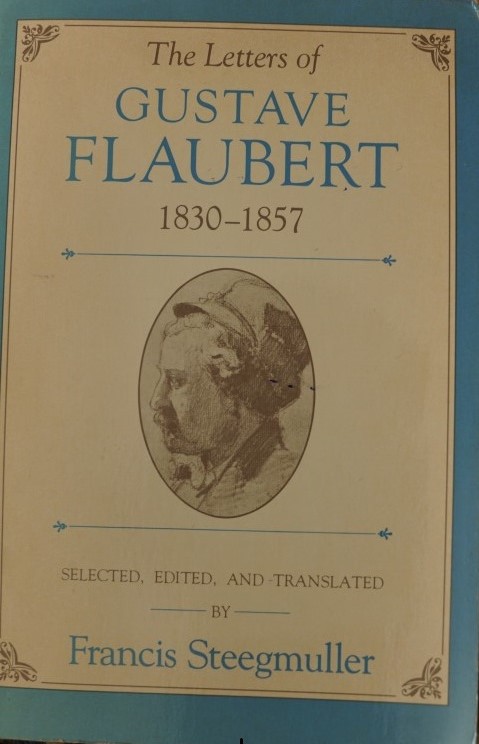 The Letters of
GUSTAVE
FLAUBERT
1830–1857
SELECTED, EDITED, AND TRANSLATED
BY
Francis Steegmuller